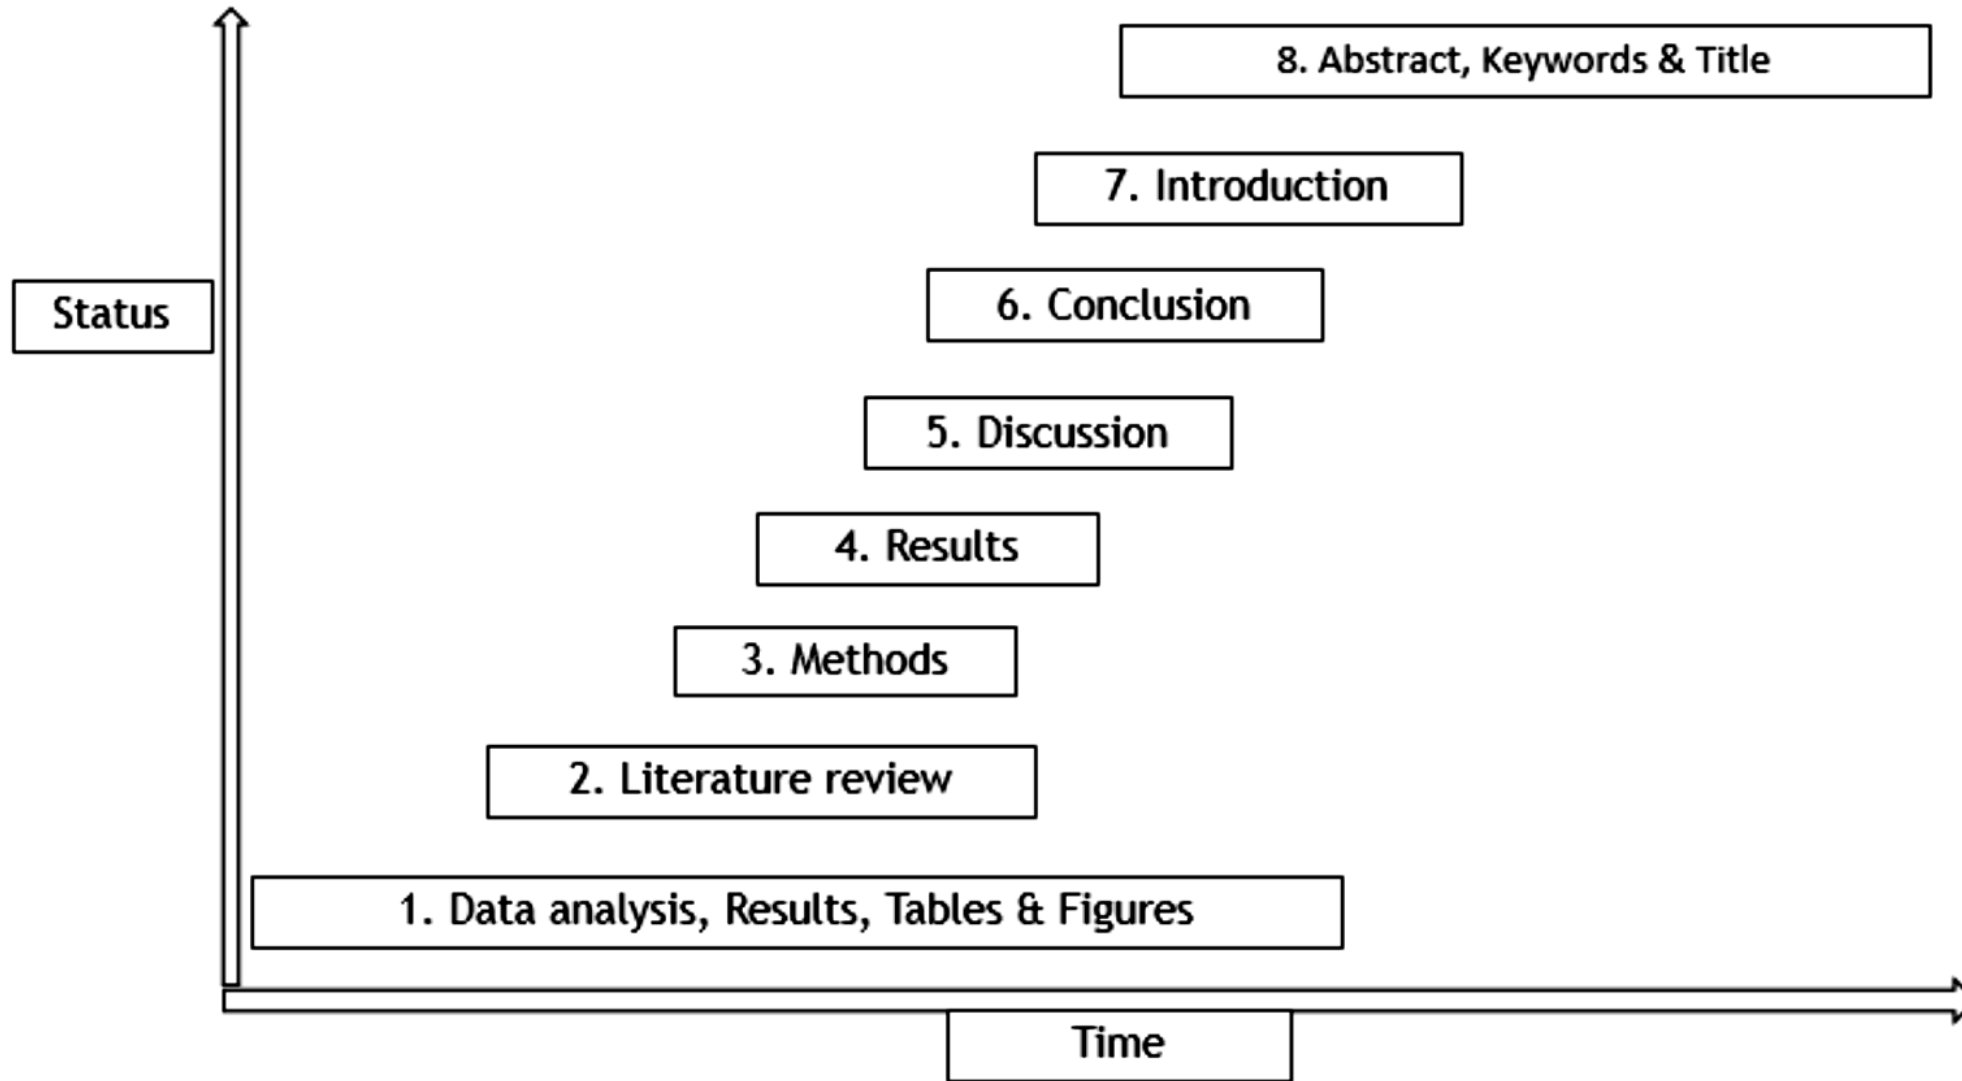 8. Abstract, Keywords & Title
7. Introduction
6. Conclusion
Status
5. Discussion
4. Results
3. Methods
2. Literature review
1. Data analysis, Results, Tables & Figures
Time